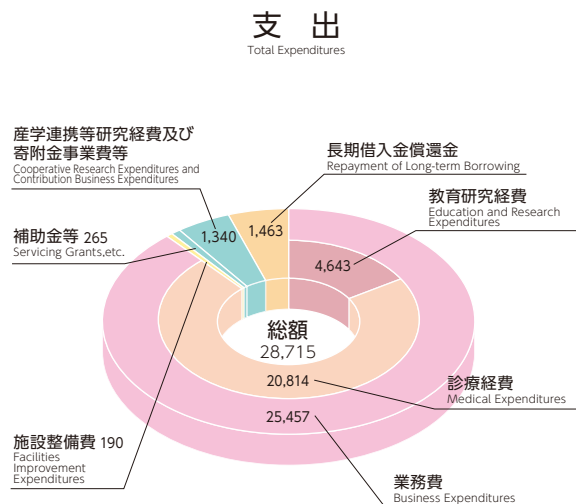 支 出
Total Expenditures
産学連携等研究経費及び
寄附金事業費等
Cooperative Research Expenditures and
Contribution Business Expenditures
長期借入金償還金
Repayment of Long-term Borrowing
教育研究経費
Education and Research
Expenditures
補助金等 265
Servicing Grants,etc.
1,340
1,463
4,643
総額
28,715
20,814
25,457
診療経費
Medical Expenditures
施設整備費 190
Facilities
Improvement
Expenditures
業務費
Business Expenditures